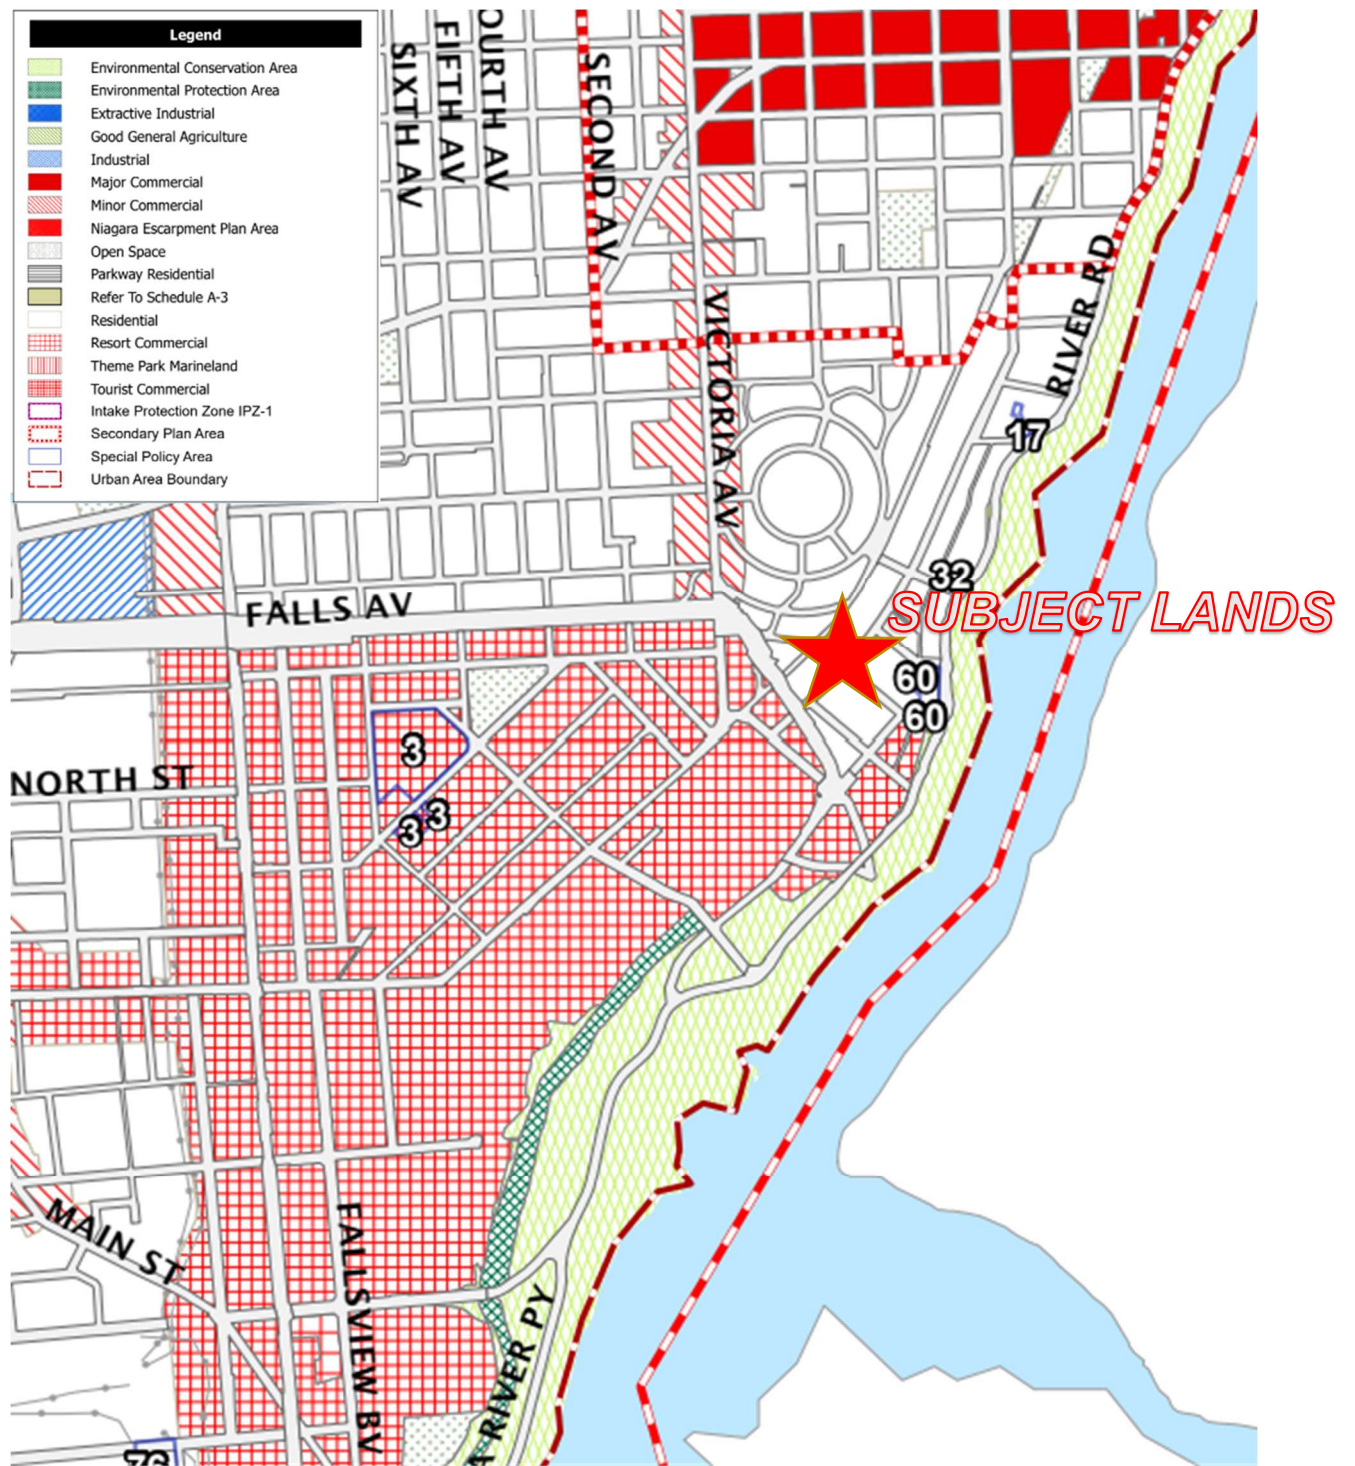 Legend
Environmental Conservation Area
Environmental Protection Area
Extractive Industrial
Good General Agriculture
Industrial
Major Commercial
Minor Commercial
Niagara Escarpment Plan Area
Open Space
Parkway Residential
Refer To Schedule A-3
Residential
Resort Commercial
Theme Park Marineland
Tourist Commercial
Intake Protection Zone IPZ-1
Secondary Plan Area
Special Policy Area
Urban Area Boundary
SIXTH AV
FIFTH AV
OURTH AV
SECOND AV
VICTORIA AV
RIVER RD
17
32
SUBJECT LANDS
FALLS AV
60
60
3
3
3
NORTH ST
MAIN ST
FALLSVIEW BV
A RIVER PY
76